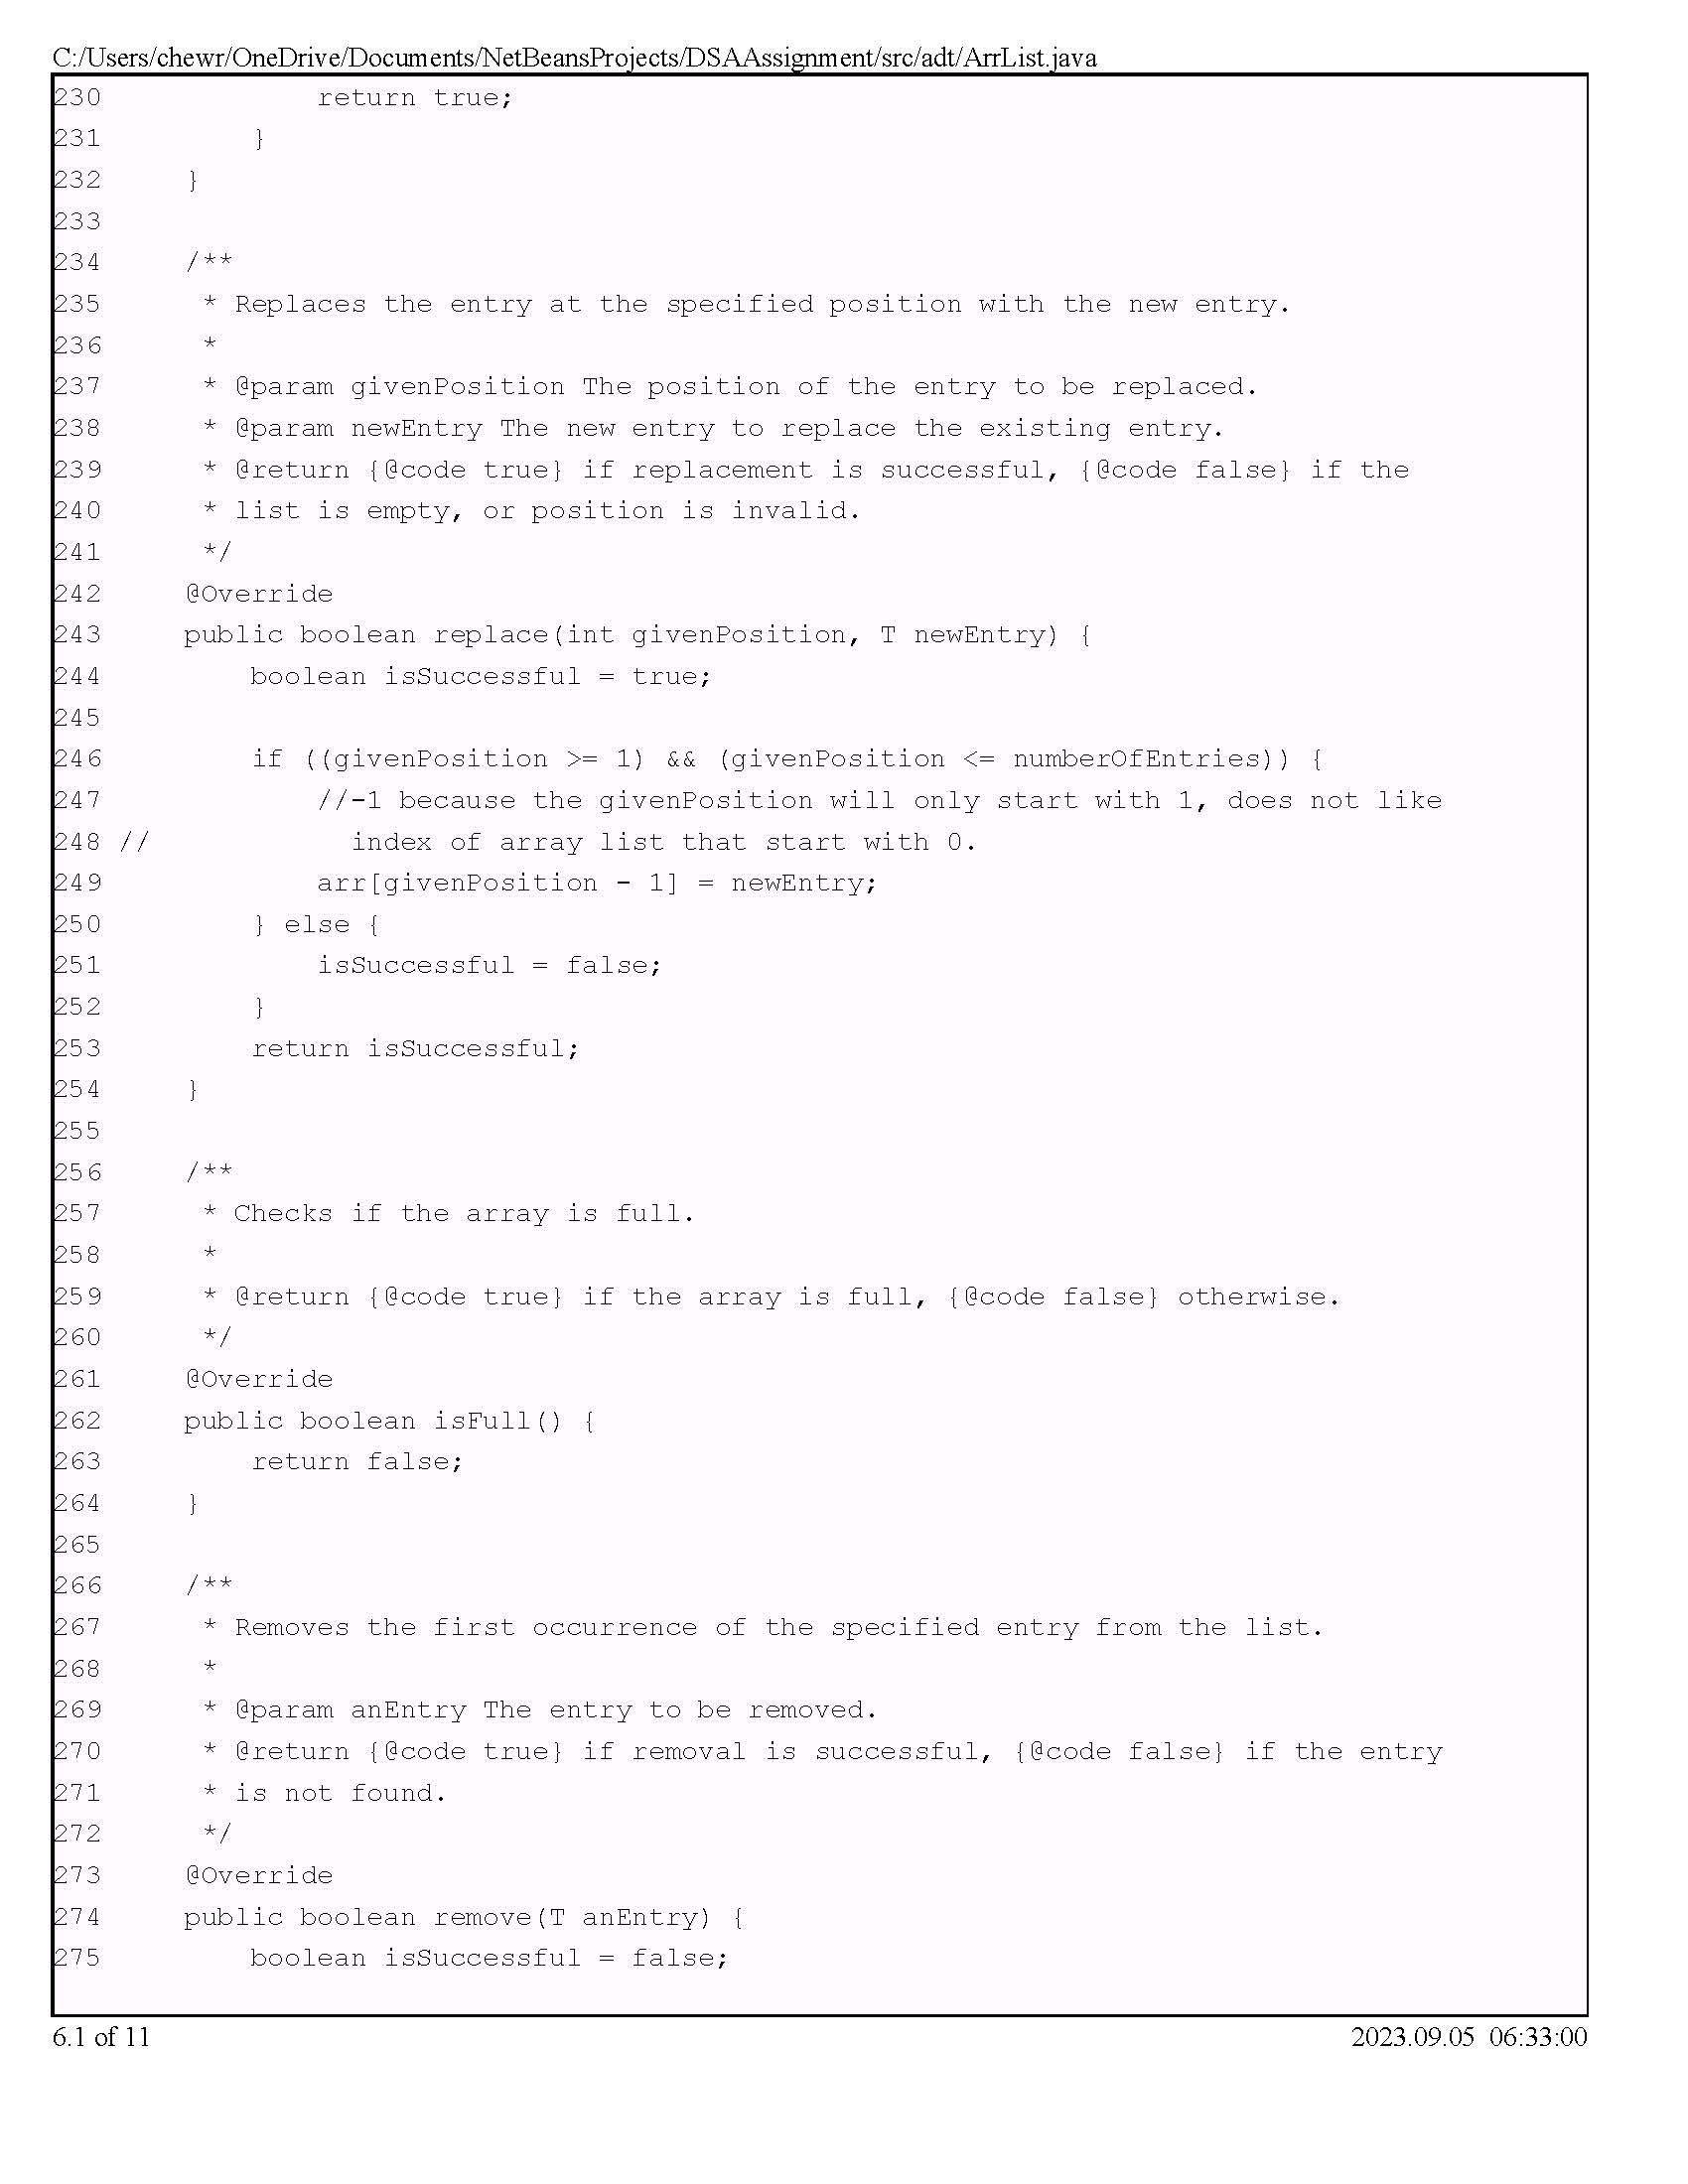 C:/Users/chewr/OneDrive/Documents/NetBeansProjects/DSAAssignment/src/adt/ArrList.java
230             return true;
231         }
232     }
233
234     /**
235      * Replaces the entry at the specified position with the new entry.
236      *
237      * @param givenPosition The position of the entry to be replaced.
238      * @param newEntry The new entry to replace the existing entry.
239      * @return {@code true} if replacement is successful, {@code false} if the
240      * list is empty, or position is invalid.
241      */
242     @Override
243     public boolean replace(int givenPosition, T newEntry) {
244         boolean isSuccessful = true;
245
246         if ((givenPosition >= 1) && (givenPosition <= numberOfEntries)) {
247             //-1 because the givenPosition will only start with 1, does not like
248 //            index of array list that start with 0.
249             arr[givenPosition - 1] = newEntry;
250         } else {
251             isSuccessful = false;
252         }
253         return isSuccessful;
254     }
255
256     /**
257      * Checks if the array is full.
258      *
259      * @return {@code true} if the array is full, {@code false} otherwise.
260      */
261     @Override
262     public boolean isFull() {
263         return false;
264     }
265
266     /**
267      * Removes the first occurrence of the specified entry from the list.
268      *
269      * @param anEntry The entry to be removed.
270      * @return {@code true} if removal is successful, {@code false} if the entry
271      * is not found.
272      */
273     @Override
274     public boolean remove(T anEntry) {
275         boolean isSuccessful = false;
6.1 of 11
2023.09.05 06:33:00